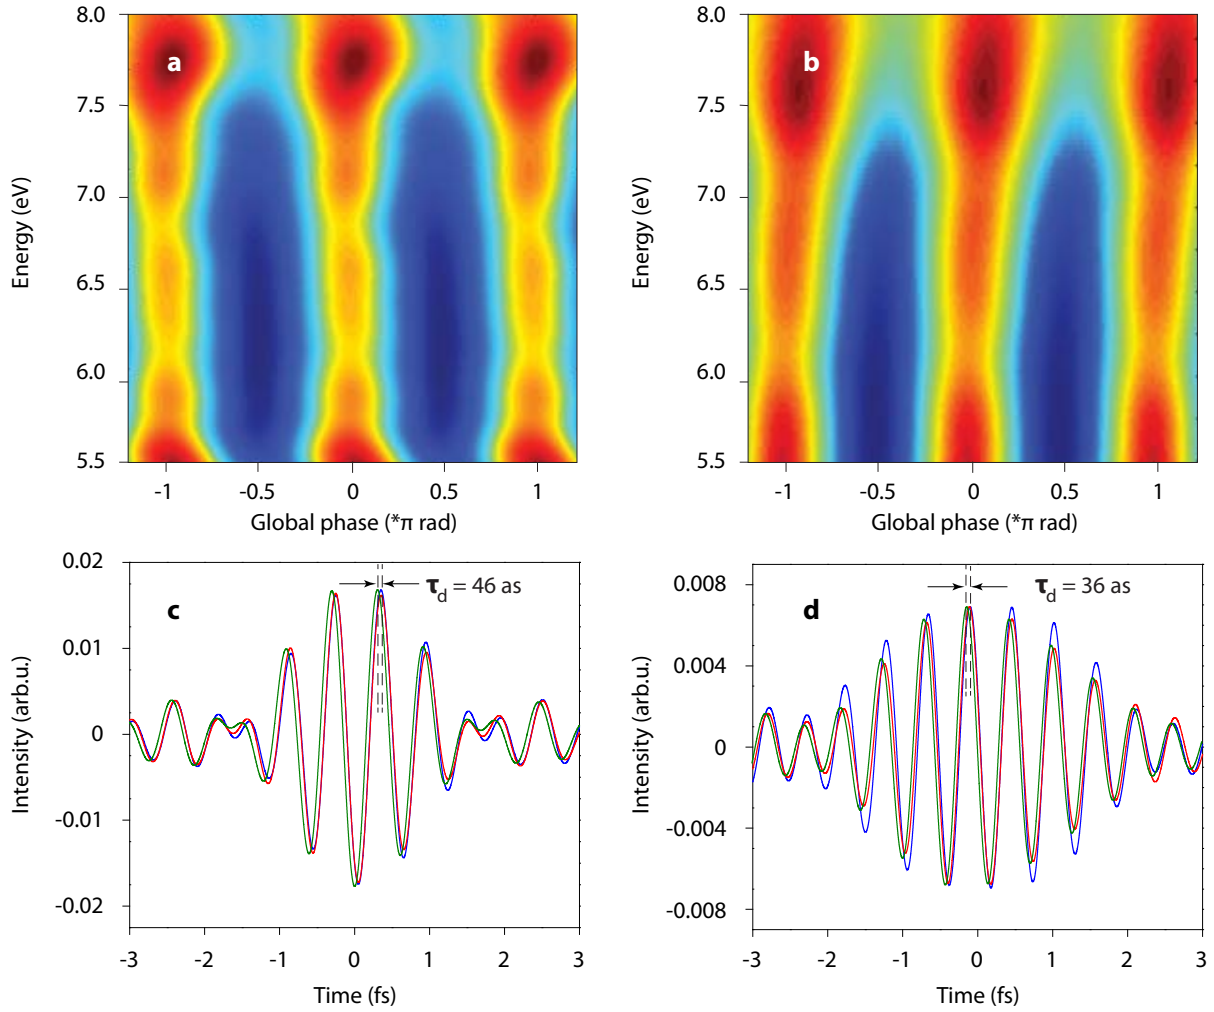 8.0
7.5
7.0
6.5
6.0
5.5
Energy (eV)
a
-1 -0.5 0 0.5 1
Global phase (*π rad)
8.0
7.5
7.0
6.5
6.0
5.5
Energy (eV)
b
-1 -0.5 0 0.5 1
Global phase (*π rad)
0.02
0.01
0
-0.01
-0.02
Intensity (arb.u.)
c
τd = 46 as
-3 -2 -1 0 1 2 3
Time (fs)
0.008
0.004
0
-0.004
-0.008
Intensity (arb.u.)
d
τd = 36 as
-3 -2 -1 0 1 2 3
Time (fs)